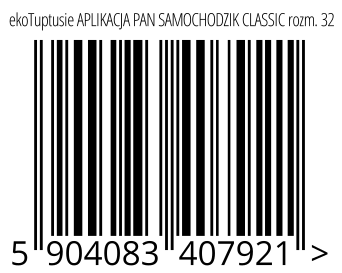 ekoTuptusie APLIKACJA PAN SAMOCHODZIK CLASSIC rozm. 32
5 904083 407921 >